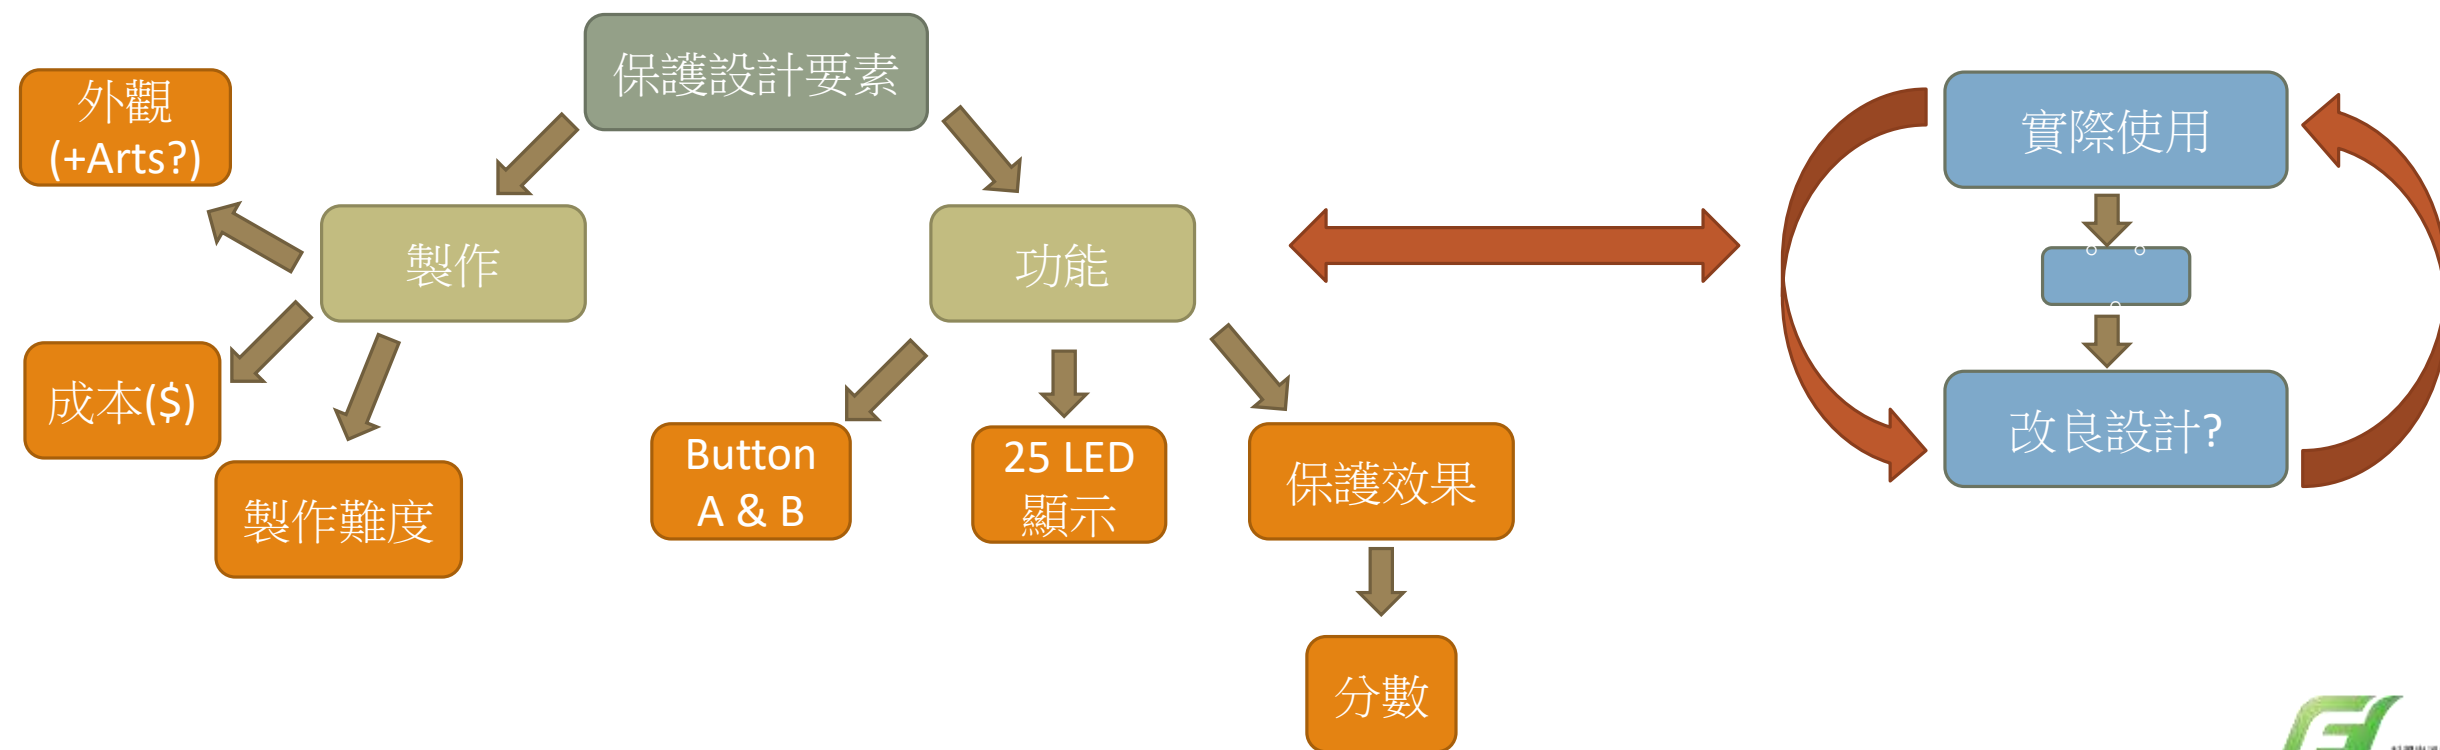 保護設計要素
外觀
(+Arts?)
製作
功能
實際使用
成本($)
製作難度
Button
A & B
25 LED
顯示
保護效果
改良設計?
分數